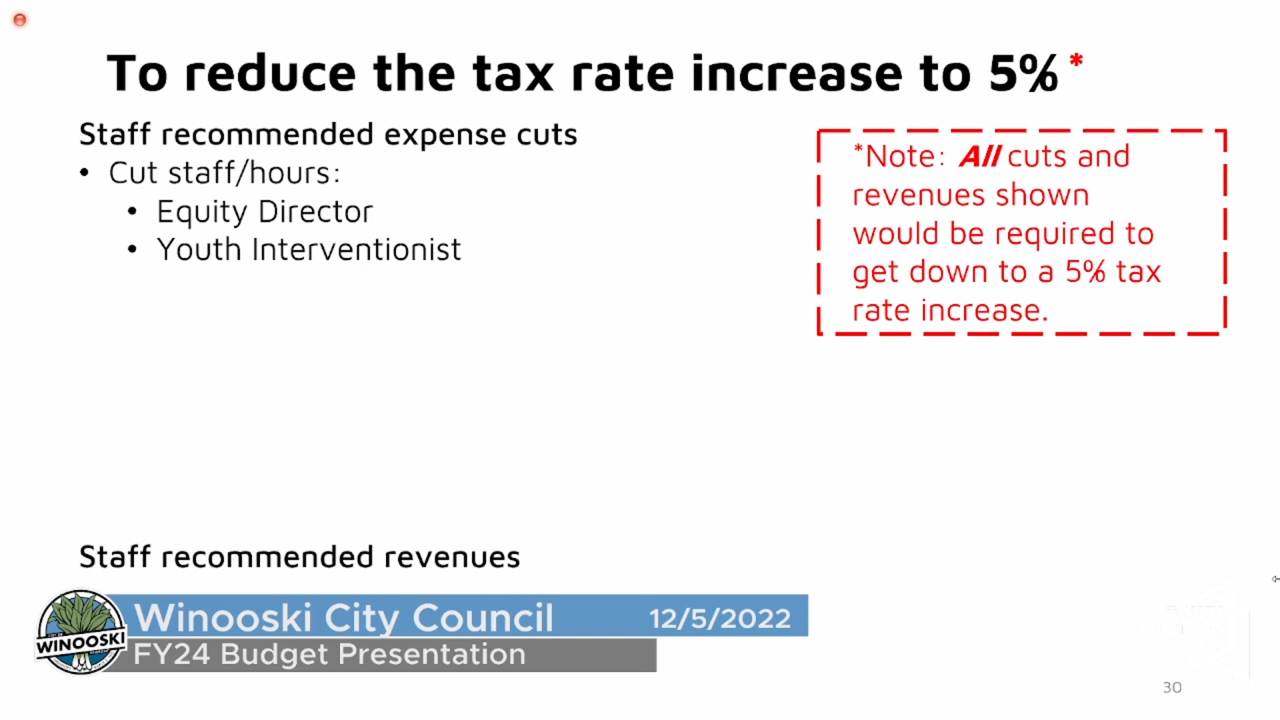 To reduce the tax rate increase to 5%*
Staff recommended expense cuts
• Cut staff/hours:
• Equity Director
• Youth Interventionist
*Note: All cuts and
revenues shown
would be required to
get down to a 5% tax
rate increase.
Staff recommended revenues
Winooski City Council 12/5/2022
FY24 Budget Presentation
WINOOSKI
30